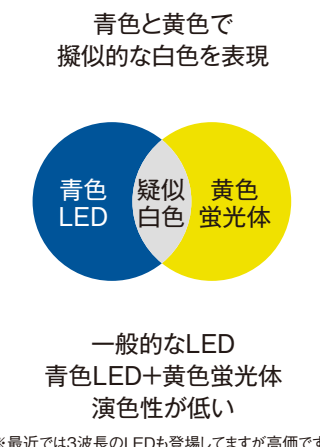 青色と黄色で
擬似的な白色を表現
青色
LED
疑似
白色
黄色
蛍光体
一般的なLED
青色LED+黄色蛍光体
演色性が低い
※最近では3波長のLEDも登場してますが高価です